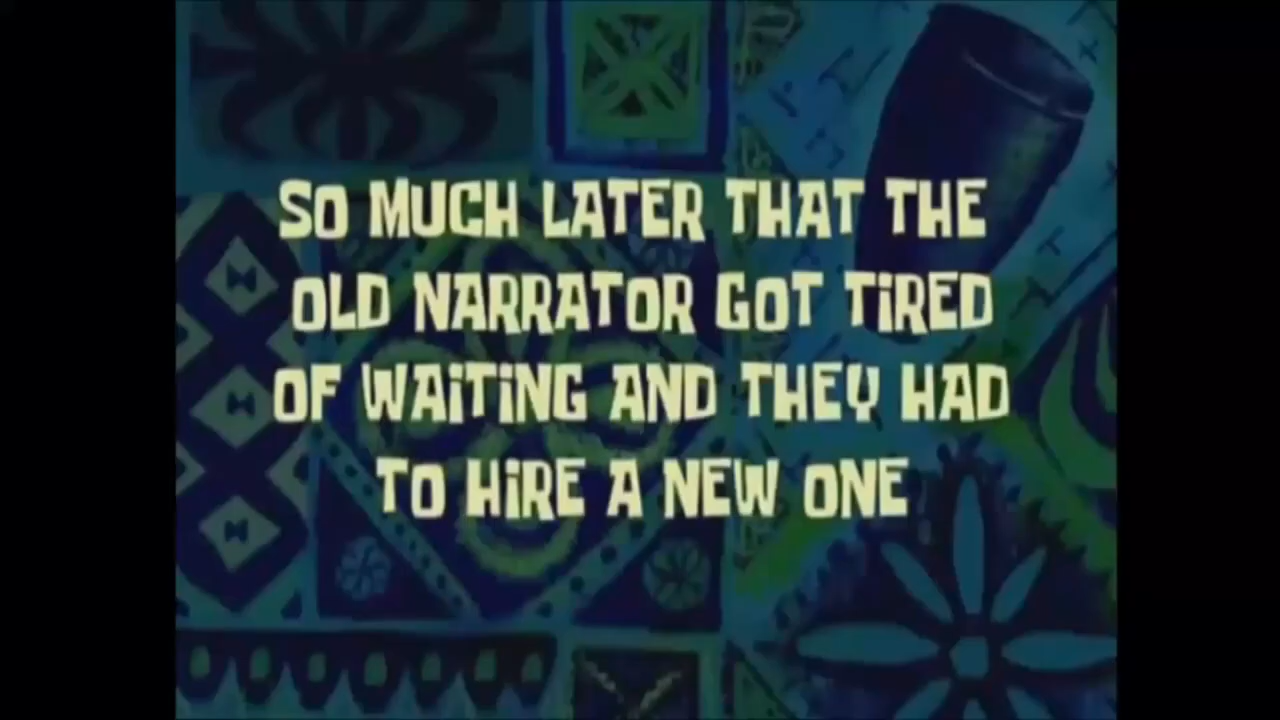 SO MUCH LATER THAT THE
OLD NARRATOR GOT TiRED
OF WAiTiNG AND THEY HAD
TO HiRE A NEW ONE